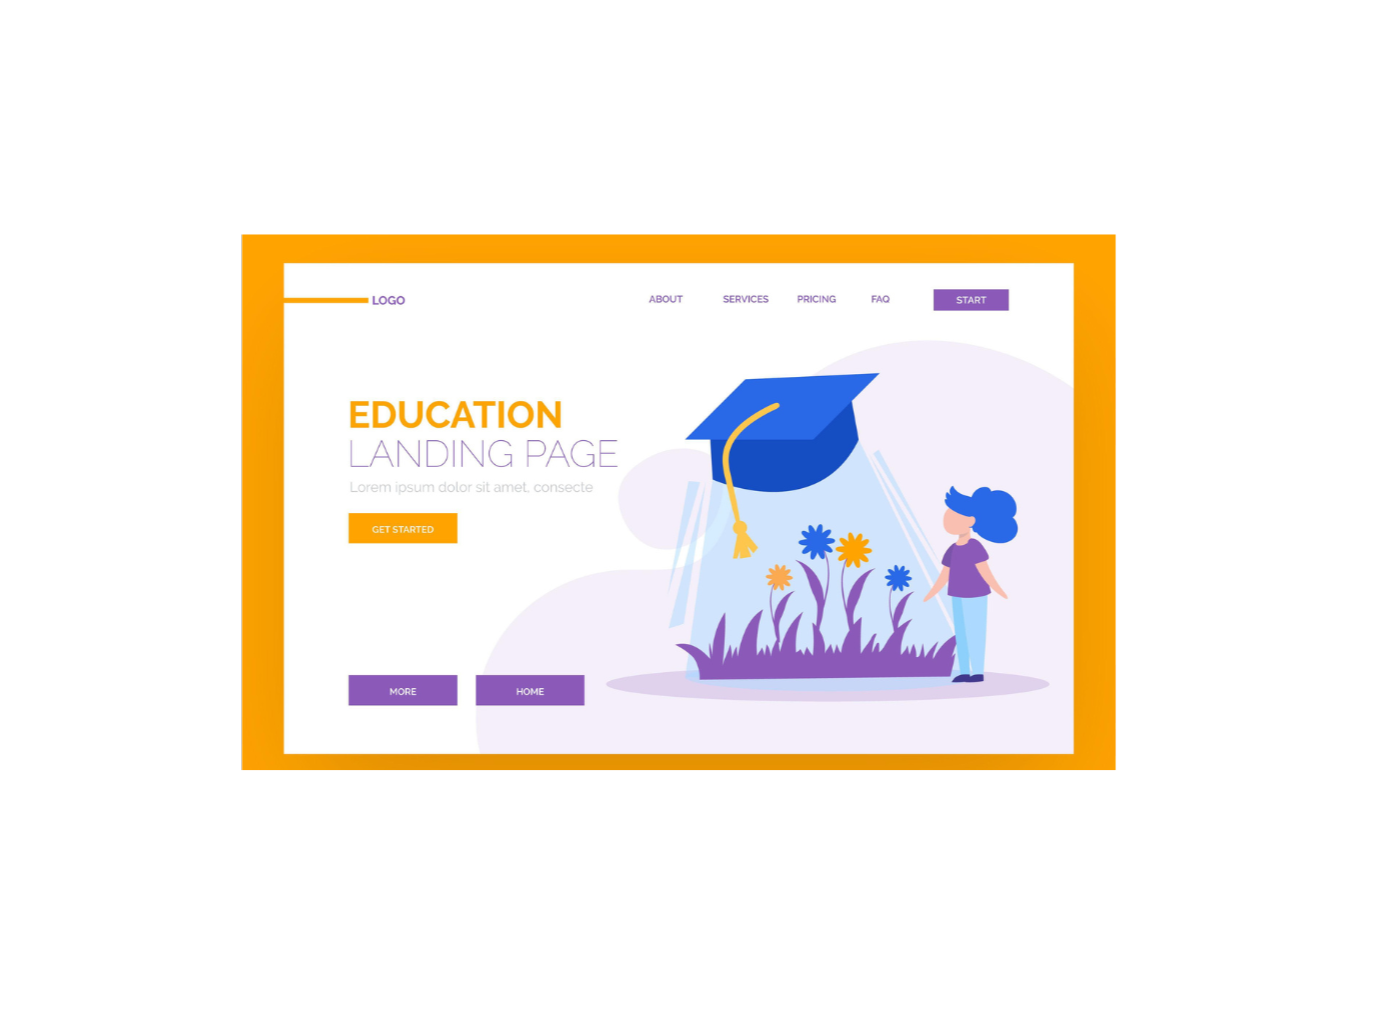 LOGO
ABOUT SERVICES PRICING FAQ START
EDUCATION
LANDING PAGE
Lorem ipsum dolor sit amet, consecte
GET STARTED
MORE HOME